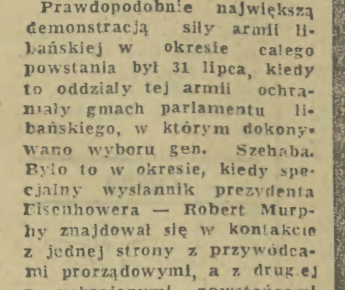 Prawdopodobnie największą
demonstracją siły armii li-
bańskiej w okresie całego
powstania był 31 lipca, kiedy
to oddziały tej armii ochra-
niały gmach parlamentu li-
bańskiego, w którym dokony-
wano wyboru gen. Szehaba.
Było to w okresie, kiedy spe-
cjalny wysłannik prezydenta
Eisenhowera — Robert Murp-
hy znajdował się w kontakcie
z jednej strony z przywódca-
mi prorządowymi, a z drugiej